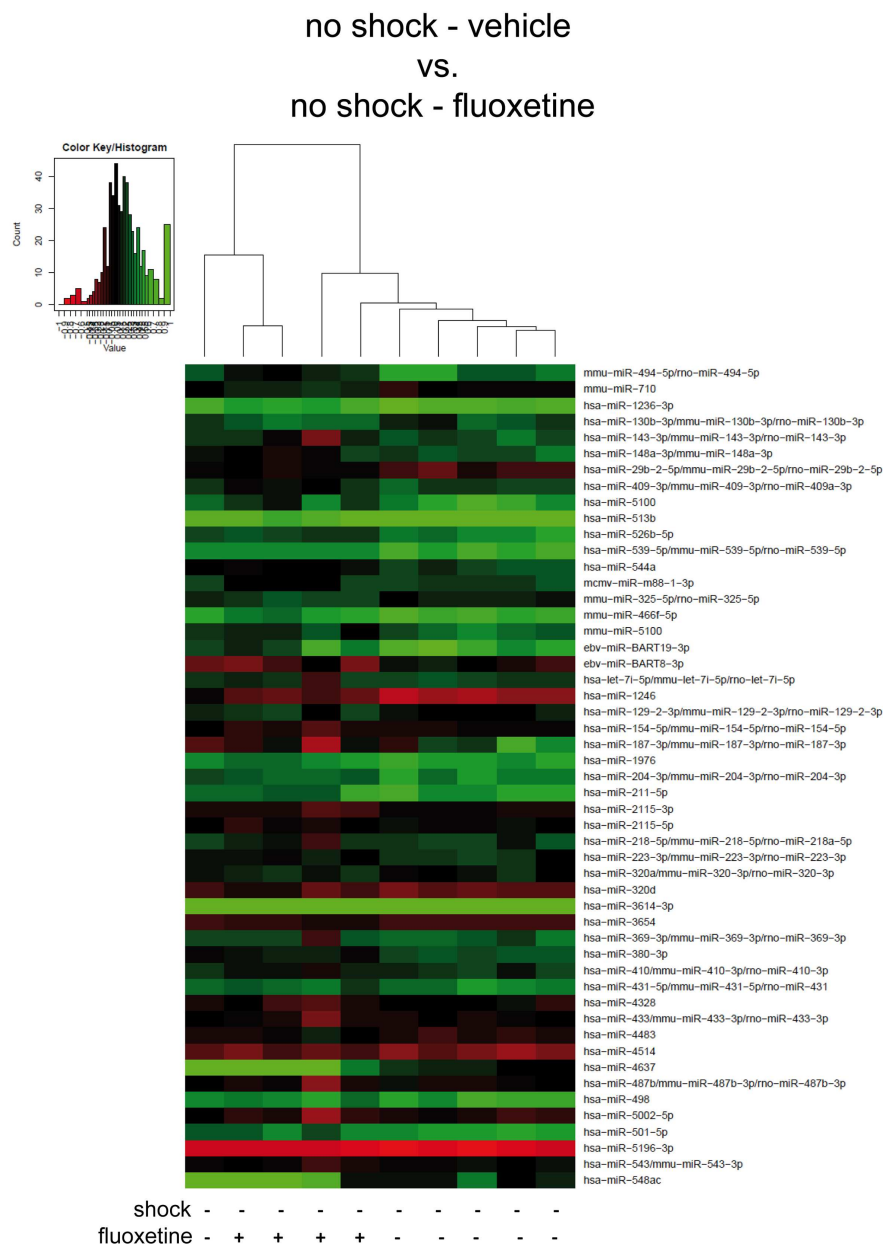 no shock - vehicle
vs.
no shock - fluoxetine
Color Key/Histogram
Count
0 10 20 30 40
Value
mmu-miR-494-5p/rno-miR-494-5p
mmu-miR-710
hsa-miR-1236-3p
hsa-miR-130b-3p/mmu-miR-130b-3p/rno-miR-130b-3p
hsa-miR-143-3p/mmu-miR-143-3p/rno-miR-143-3p
hsa-miR-148a-3p/mmu-miR-148a-3p
hsa-miR-29b-2-5p/mmu-miR-29b-2-5p/rno-miR-29b-2-5p
hsa-miR-409-3p/mmu-miR-409-3p/rno-miR-409a-3p
hsa-miR-5100
hsa-miR-513b
hsa-miR-526b-5p
hsa-miR-539-5p/mmu-miR-539-5p/rno-miR-539-5p
hsa-miR-544a
mcmv-miR-m88-1-3p
mmu-miR-325-5p/rno-miR-325-5p
mmu-miR-466f-5p
mmu-miR-5100
ebv-miR-BART19-3p
ebv-miR-BART8-3p
hsa-let-7i-5p/mmu-let-7i-5p/rno-let-7i-5p
hsa-miR-1246
hsa-miR-129-2-3p/mmu-miR-129-2-3p/rno-miR-129-2-3p
hsa-miR-154-5p/mmu-miR-154-5p/rno-miR-154-5p
hsa-miR-187-3p/mmu-miR-187-3p/rno-miR-187-3p
hsa-miR-1976
hsa-miR-204-3p/mmu-miR-204-3p/rno-miR-204-3p
hsa-miR-211-5p
hsa-miR-2115-3p
hsa-miR-2115-5p
hsa-miR-218-5p/mmu-miR-218-5p/rno-miR-218a-5p
hsa-miR-223-3p/mmu-miR-223-3p/rno-miR-223-3p
hsa-miR-320a/mmu-miR-320-3p/rno-miR-320-3p
hsa-miR-320d
hsa-miR-3614-3p
hsa-miR-3654
hsa-miR-369-3p/mmu-miR-369-3p/rno-miR-369-3p
hsa-miR-380-3p
hsa-miR-410/mmu-miR-410-3p/rno-miR-410-3p
hsa-miR-431-5p/mmu-miR-431-5p/rno-miR-431
hsa-miR-4328
hsa-miR-433/mmu-miR-433-3p/rno-miR-433-3p
hsa-miR-4483
hsa-miR-4514
hsa-miR-4637
hsa-miR-487b/mmu-miR-487b-3p/rno-miR-487b-3p
hsa-miR-498
hsa-miR-5002-5p
hsa-miR-501-5p
hsa-miR-5196-3p
hsa-miR-543/mmu-miR-543-3p
hsa-miR-548ac
shock - - - - - - - - - -
fluoxetine - + + + + - - - - -